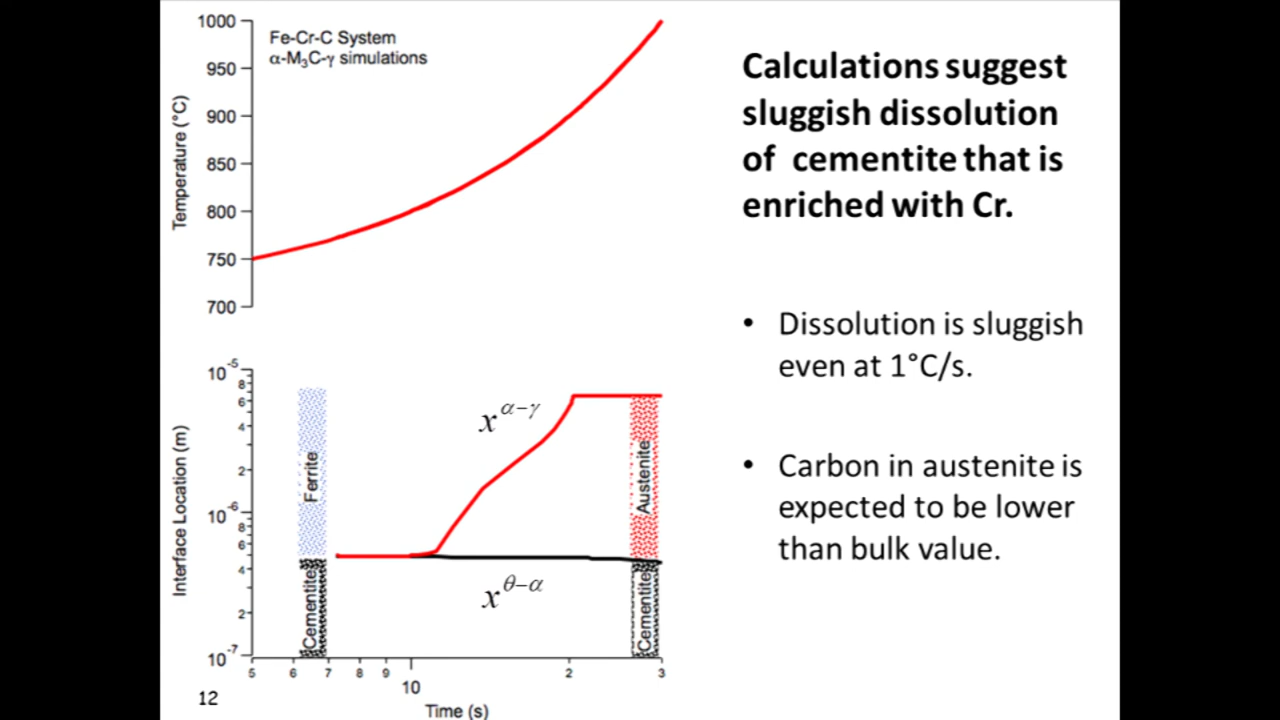 1000
Fe-Cr-C System
α-M₃C-γ simulations
950
900
850
800
750
700
Temperature (°C)
Calculations suggest
sluggish dissolution
of cementite that is
enriched with Cr.
• Dissolution is sluggish
even at 1°C/s.
• Carbon in austenite is
expected to be lower
than bulk value.
10⁻⁵
8
6
4
2
10⁻⁶
8
6
4
2
10⁻⁷
Interface Location (m)
Ferrite
Cementite
x^α−γ
x^θ−α
Austenite
Cementite
5 6 7 8 9 10 2 3
Time (s)
12